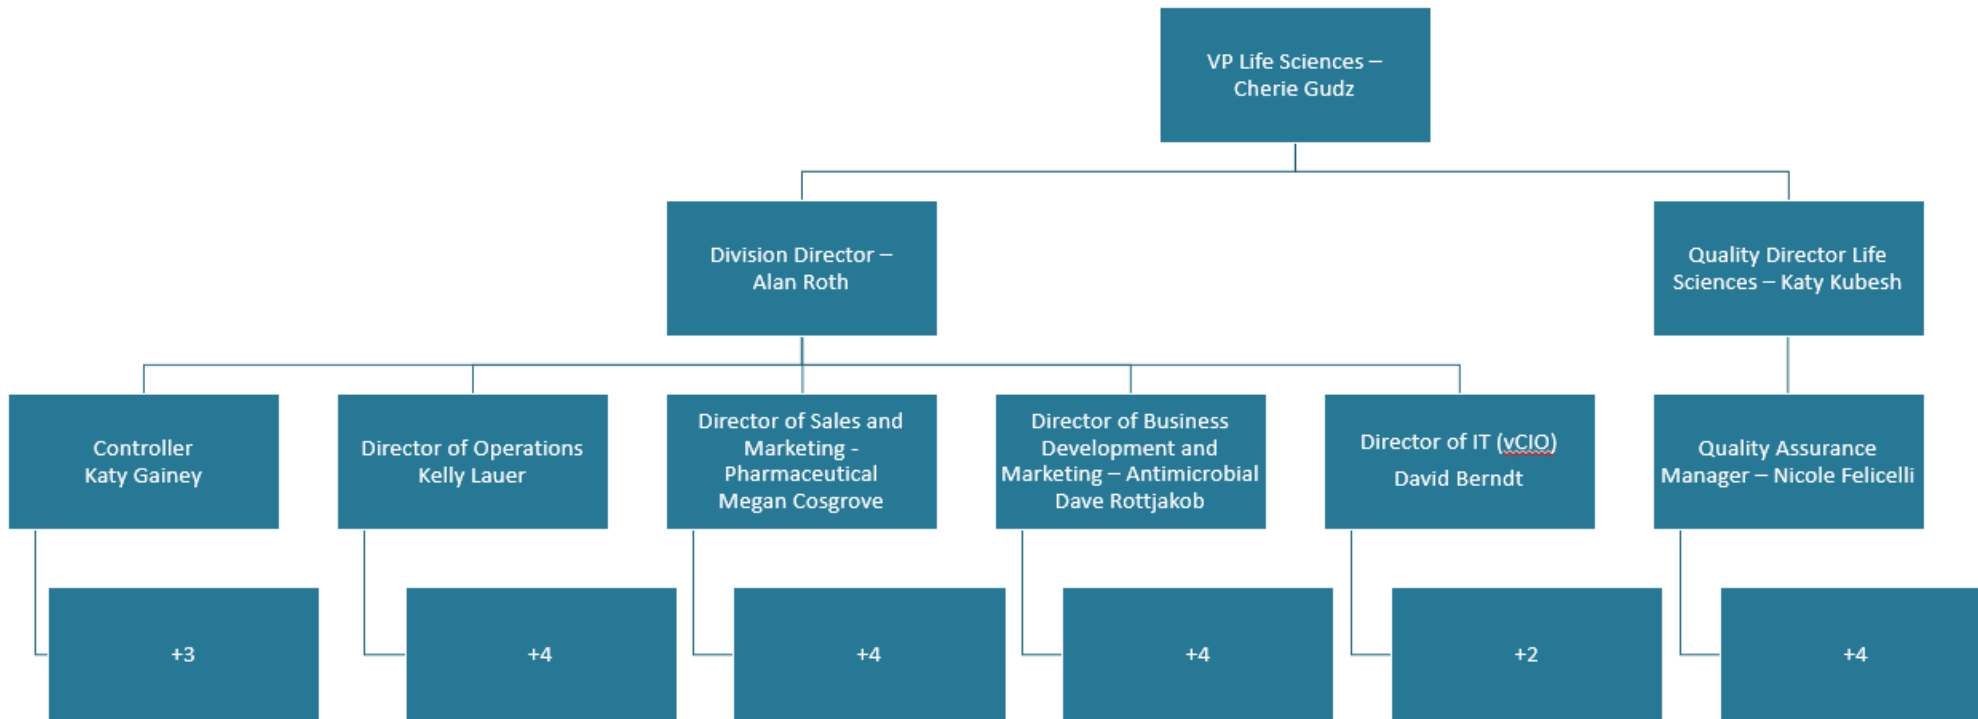 VP Life Sciences –
Cherie Gudz
Division Director –
Alan Roth
Quality Director Life
Sciences – Katy Kubesh
Controller
Katy Gainey
Director of Operations
Kelly Lauer
Director of Sales and
Marketing -
Pharmaceutical
Megan Cosgrove
Director of Business
Development and
Marketing – Antimicrobial
Dave Rottjakob
Director of IT (vCIO)
David Berndt
Quality Assurance
Manager – Nicole Felicelli
+3
+4
+4
+4
+2
+4